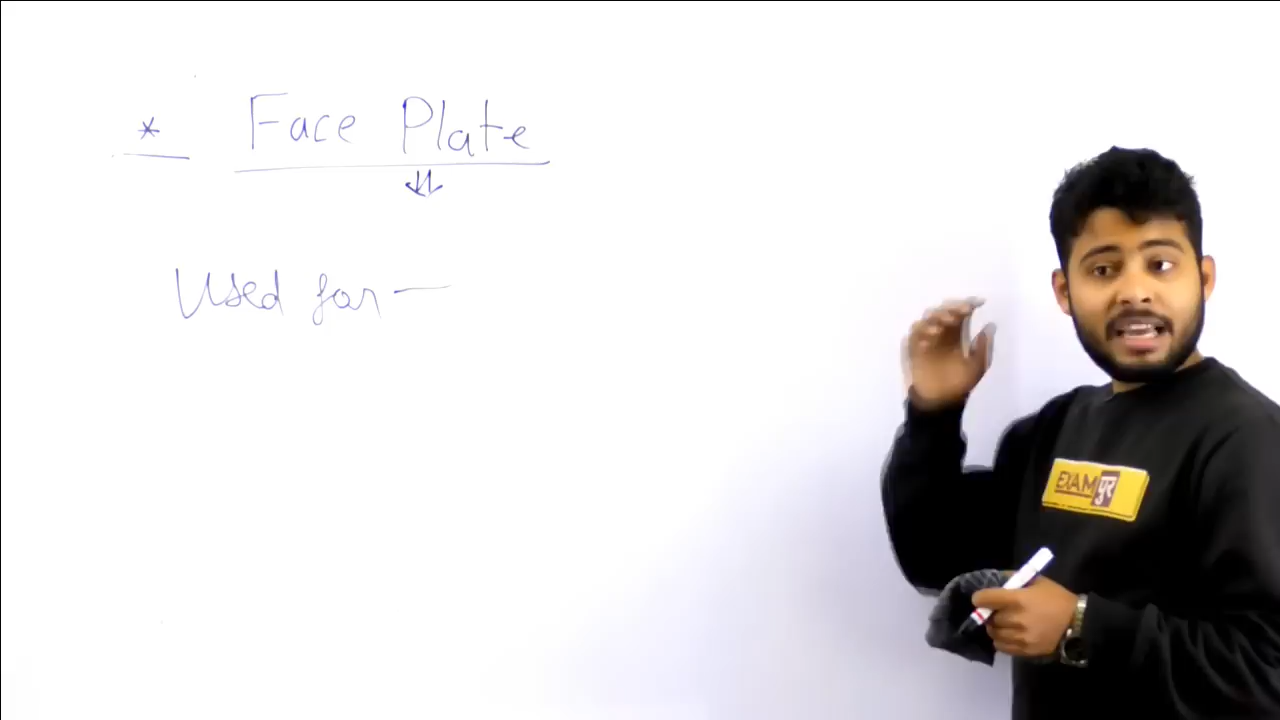 * Face Plate
Used for —
EXAM पुर